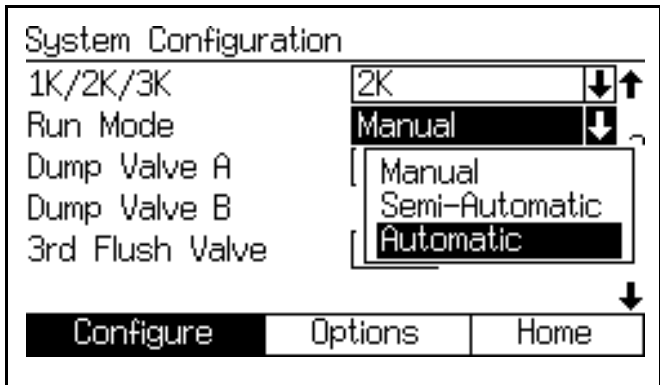 System Configuration
1K/2K/3K 2K
Run Mode Manual
Dump Valve A Manual
Dump Valve B Semi-Automatic
3rd Flush Valve Automatic
Configure Options Home